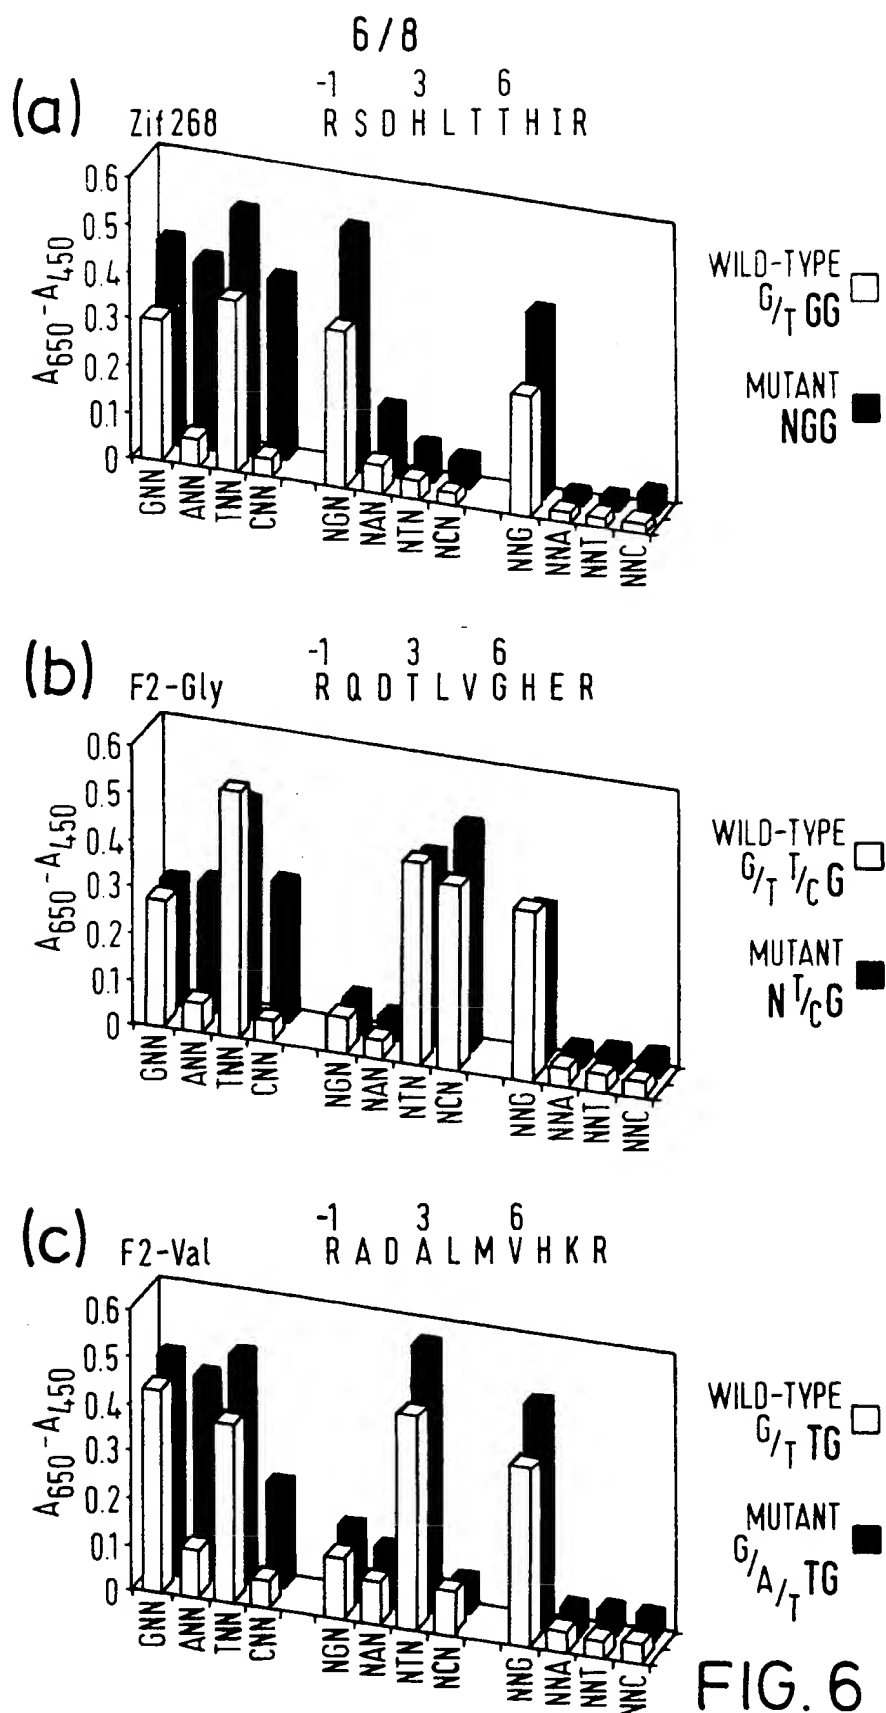 6/8
(a)
-1 3 6
Zif268 R S D H L T T H I R
A650-A450
0.6
0.5
0.4
0.3
0.2
0.1
0
GNN ANN TNN CNN NGN NAN NTN NCN NNG NNA NNT NNC
WILD-TYPE
G/T GG
MUTANT
NGG
(b)
-1 3 6
F2-Gly R Q D T L V G H E R
A650-A450
0.6
0.5
0.4
0.3
0.2
0.1
0
GNN ANN TNN CNN NGN NAN NTN NCN NNG NNA NNT NNC
WILD-TYPE
G/T T/C G
MUTANT
N T/C G
(c)
-1 3 6
F2-Val R A D A L M V H K R
A650-A450
0.6
0.5
0.4
0.3
0.2
0.1
0
GNN ANN TNN CNN NGN NAN NTN NCN NNG NNA NNT NNC
WILD-TYPE
G/T TG
MUTANT
G/A/T TG
FIG. 6